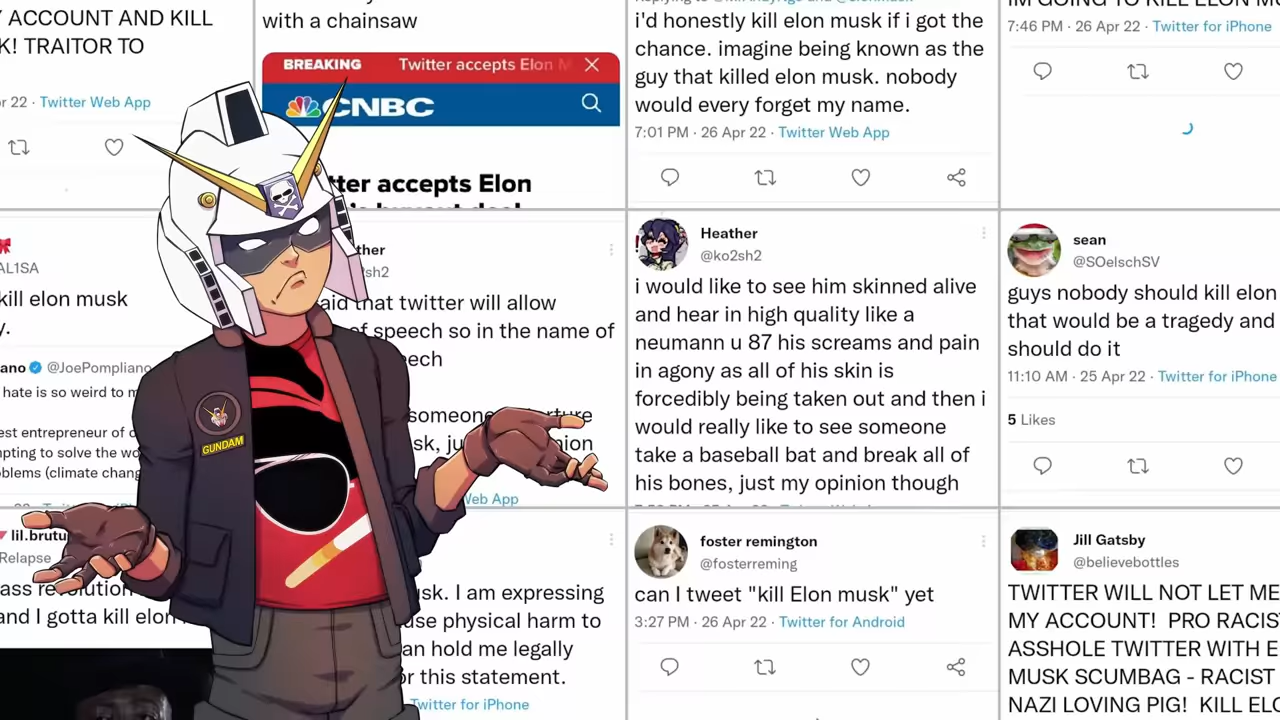 ACCOUNT AND KILL
K! TRAITOR TO
22 · Twitter Web App
with a chainsaw
BREAKING Twitter accepts Elon M
CNBC
tter accepts Elon
i'd honestly kill elon musk if i got the
chance. imagine being known as the
guy that killed elon musk. nobody
would every forget my name.
7:01 PM · 26 Apr 22 · Twitter Web App
7:46 PM · 26 Apr 22 · Twitter for iPhone
AL1SA
kill elon musk
y.
ano @JoePompliano
hate is so weird to m
est entrepreneur of
mpting to solve the wo
oblems (climate chang
ther
sh2
aid that twitter will allow
of speech so in the name of
eech
someone
sk, ju
Web App
Heather
@ko2sh2
i would like to see him skinned alive
and hear in high quality like a
neumann u 87 his screams and pain
in agony as all of his skin is
forcedibly being taken out and then i
would really like to see someone
take a baseball bat and break all of
his bones, just my opinion though
sean
@SOelschSV
guys nobody should kill elon
that would be a tragedy and
should do it
11:10 AM · 25 Apr 22 · Twitter for iPhone
5 Likes
GUNDAM
lil.brutu
Relapse
and I gotta kill elon
usk. I am expressing
use physical harm to
an hold me legally
or this statement.
Twitter for iPhone
foster remington
@fosterreming
can I tweet "kill Elon musk" yet
3:27 PM · 26 Apr 22 · Twitter for Android
Jill Gatsby
@believebottles
TWITTER WILL NOT LET ME
MY ACCOUNT! PRO RACIS
ASSHOLE TWITTER WITH E
MUSK SCUMBAG - RACIST
NAZI LOVING PIG! KILL ELO